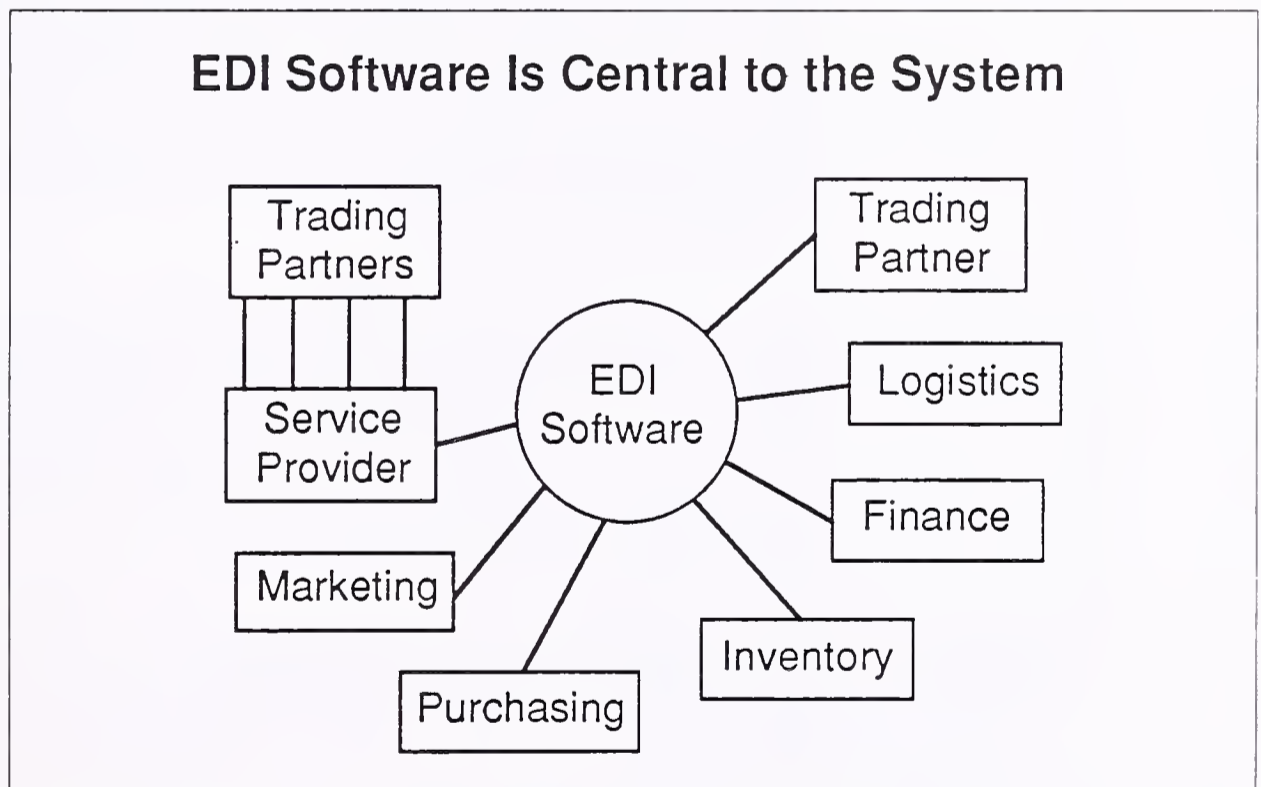 EDI Software Is Central to the System
Trading
Partners
Trading
Partner
EDI
Software
Logistics
Service
Provider
Finance
Marketing
Inventory
Purchasing